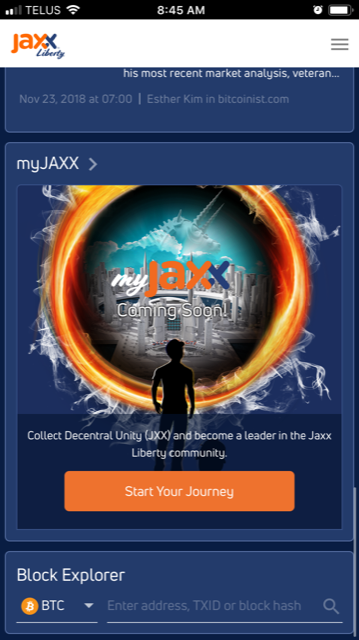 TELUS 8:45 AM
jaxx
Liberty
his most recent market analysis, veteran...
Nov 23, 2018 at 07:00 | Esther Kim in bitcoinist.com
myJAXX
my jaxx
Coming Soon!
Collect Decentral Unity (JXX) and become a leader in the Jaxx
Liberty community.
Start Your Journey
Block Explorer
BTC Enter address, TXID or block hash